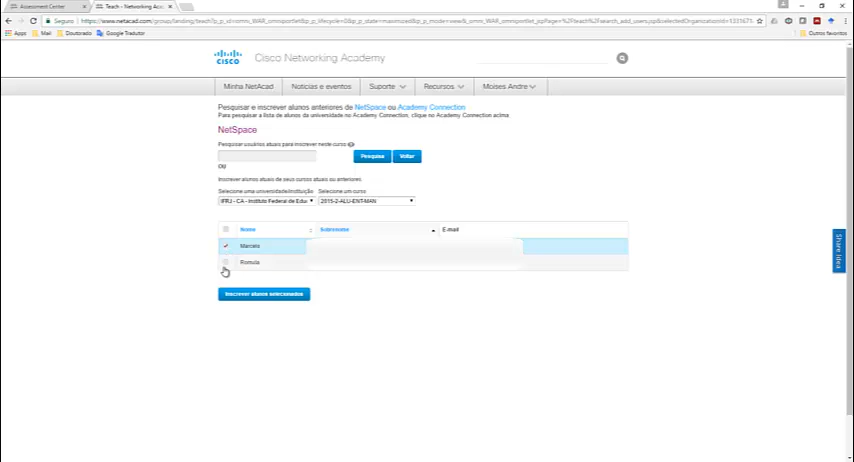 Assessment Center
Teach - Networking Aca
Seguro
Apps Mail Doutorado Google Tradutor Outros favoritos
CISCO Cisco Networking Academy
Minha NetAcad Notícias e eventos Suporte Recursos Moises Andre
Pesquisar e inscrever alunos anteriores de NetSpace ou Academy Connection
Para pesquisar a lista de alunos da universidade no Academy Connection, clique no Academy Connection acima
NetSpace
Pesquisar usuários atuais para inscrever neste curso
Pesquisa Voltar
OU
Inscrever alunos atuais de seus cursos atuais ou anteriores
Selecione uma universidade/instituição Selecione um curso
IFRJ - CA - Instituto Federal de Educ 2015-2-ALU-ENT-MAN
Nome Sobrenome E-mail
Marcela
Romula
Inscrever alunos selecionados
Share Idea